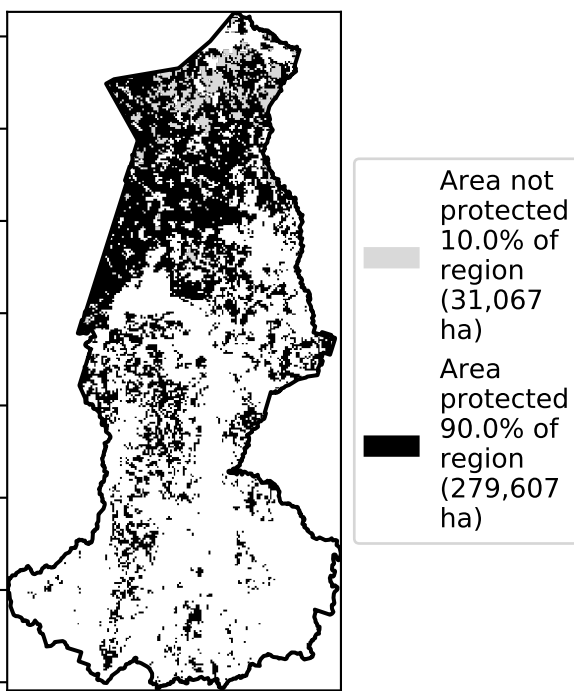 Area not
protected
10.0% of
region
(31,067
ha)
Area
protected
90.0% of
region
(279,607
ha)